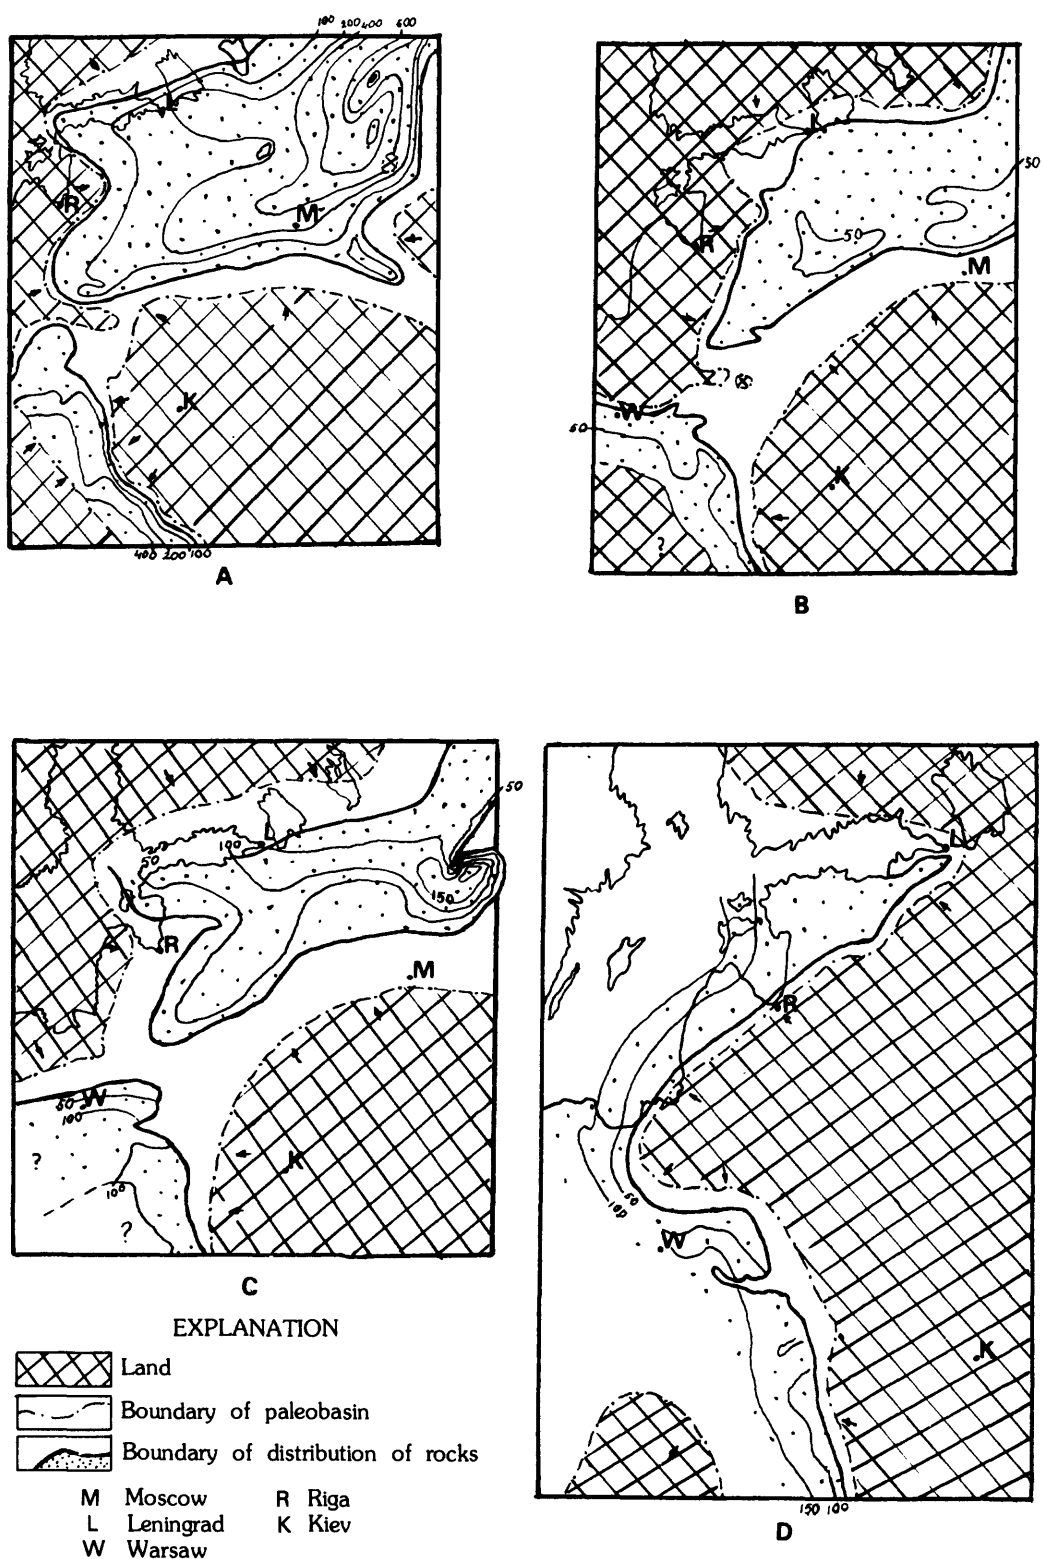 100 200 400 600
L
R
M
K
400 200 100
A
L
50
R
50
M
W
50
K
?
B
50
L
100
50
150
R
M
W
50
100
K
?
100
?
C
L
R
50
100
W
K
150 100
D
EXPLANATION
Land
Boundary of paleobasin
Boundary of distribution of rocks
M Moscow R Riga
L Leningrad K Kiev
W Warsaw